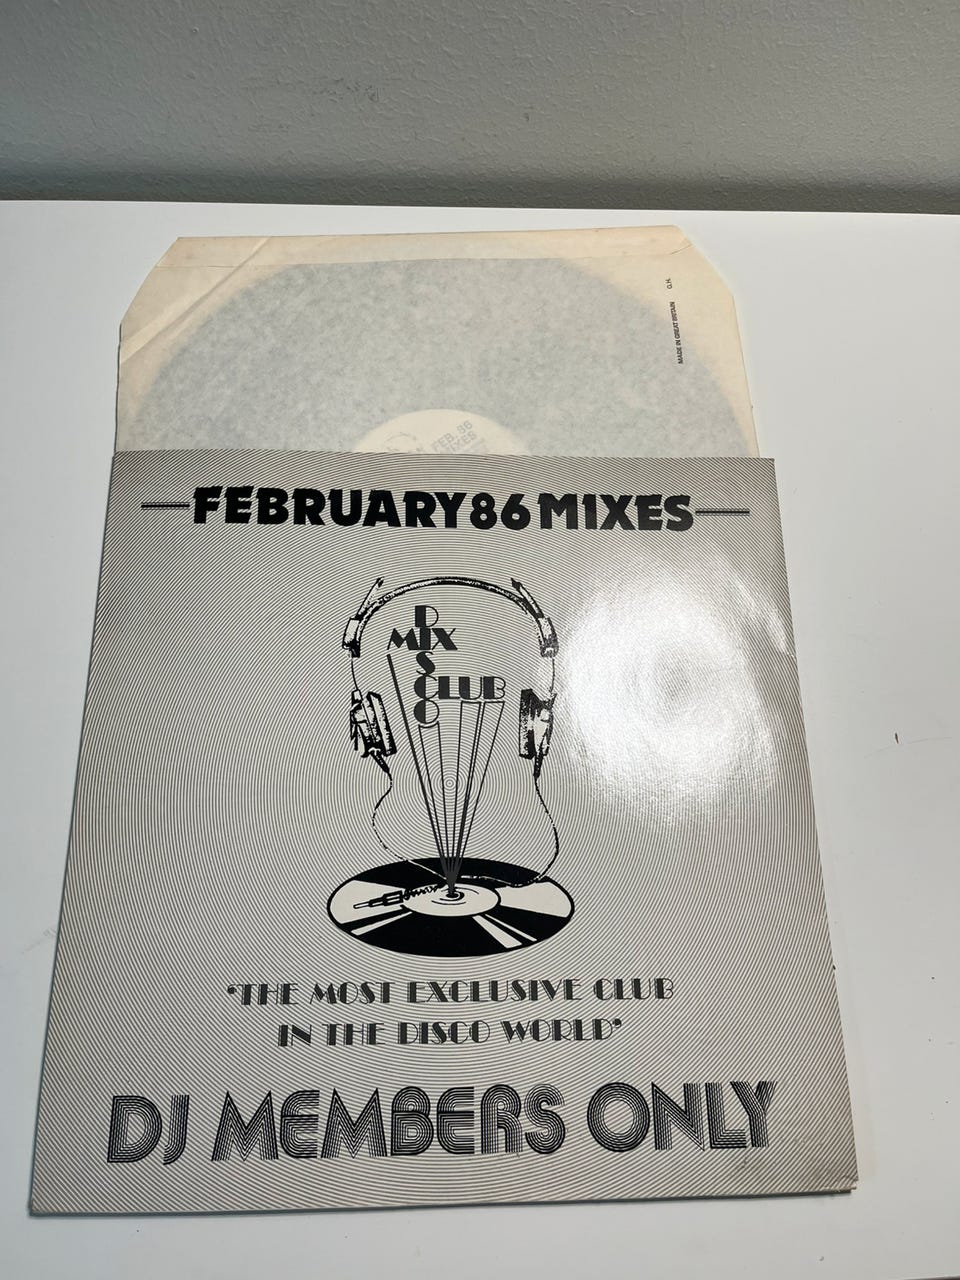 G.H.
MADE IN GREAT BRITAIN
FEB. 86
MIXES
FEBRUARY 86 MIXES
DISCO
MIX
CLUB
‘THE MOST EXCLUSIVE CLUB
IN THE DISCO WORLD’
DJ MEMBERS ONLY